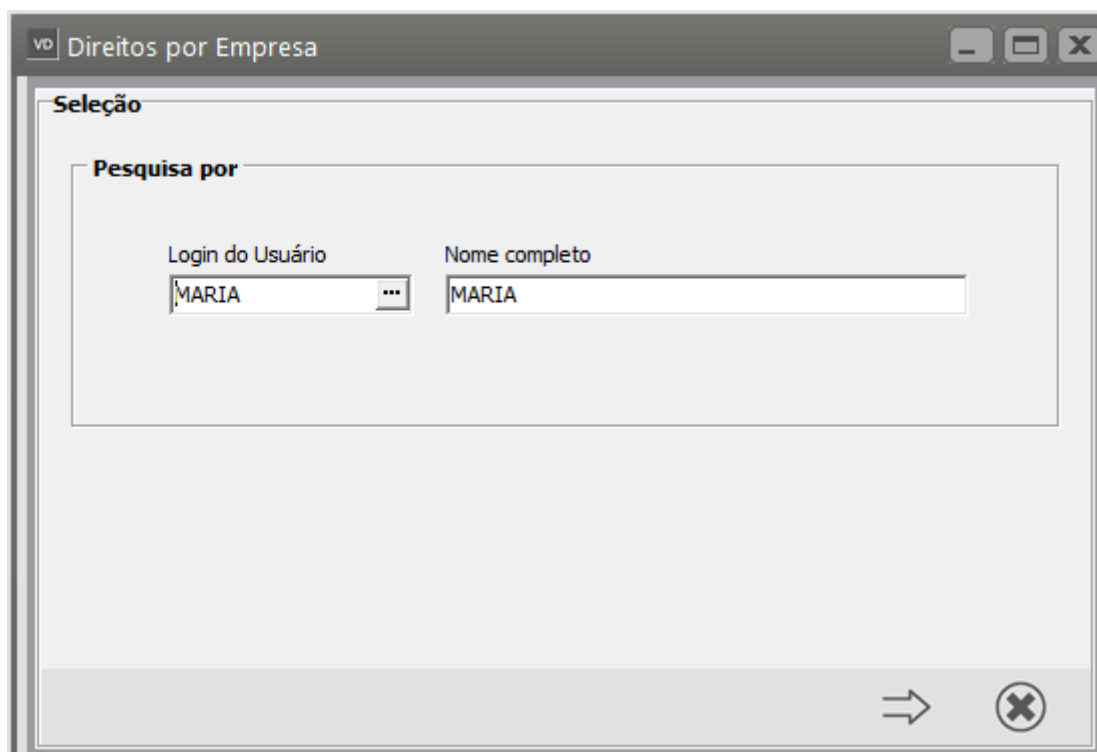 VD Direitos por Empresa
Seleção
Pesquisa por
Login do Usuário Nome completo
MARIA ... MARIA